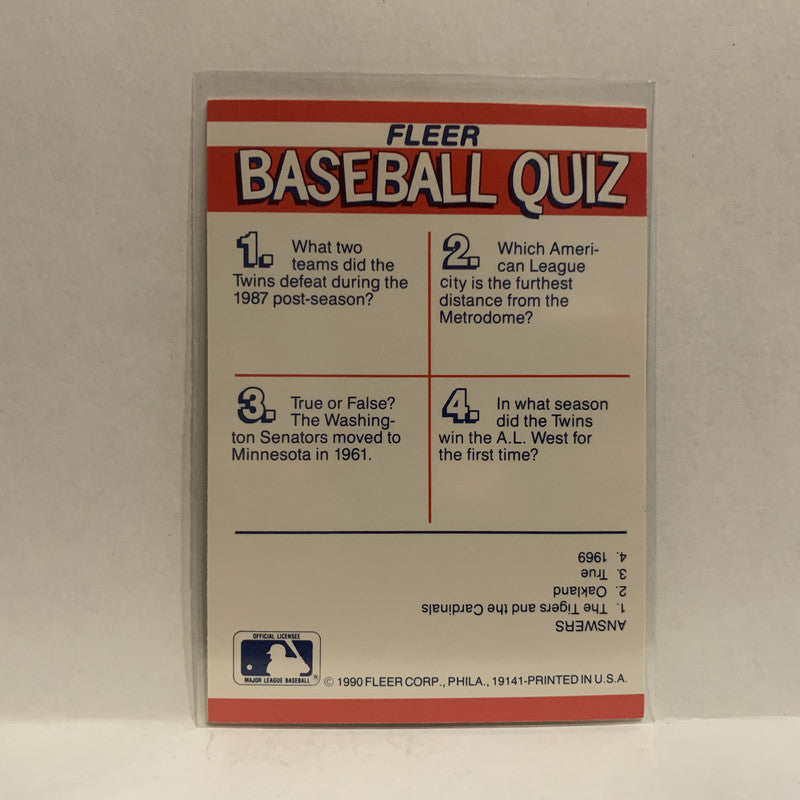 FLEER
BASEBALL QUIZ
1. What two
teams did the
Twins defeat during the
1987 post-season?
2. Which Ameri-
can League
city is the furthest
distance from the
Metrodome?
3. True or False?
The Washing-
ton Senators moved to
Minnesota in 1961.
4. In what season
did the Twins
win the A.L. West for
the first time?
ANSWERS
1. The Tigers and the Cardinals
2. Oakland
3. True
4. 1969
OFFICIAL LICENSEE
MAJOR LEAGUE BASEBALL ®
© 1990 FLEER CORP., PHILA., 19141-PRINTED IN U.S.A.